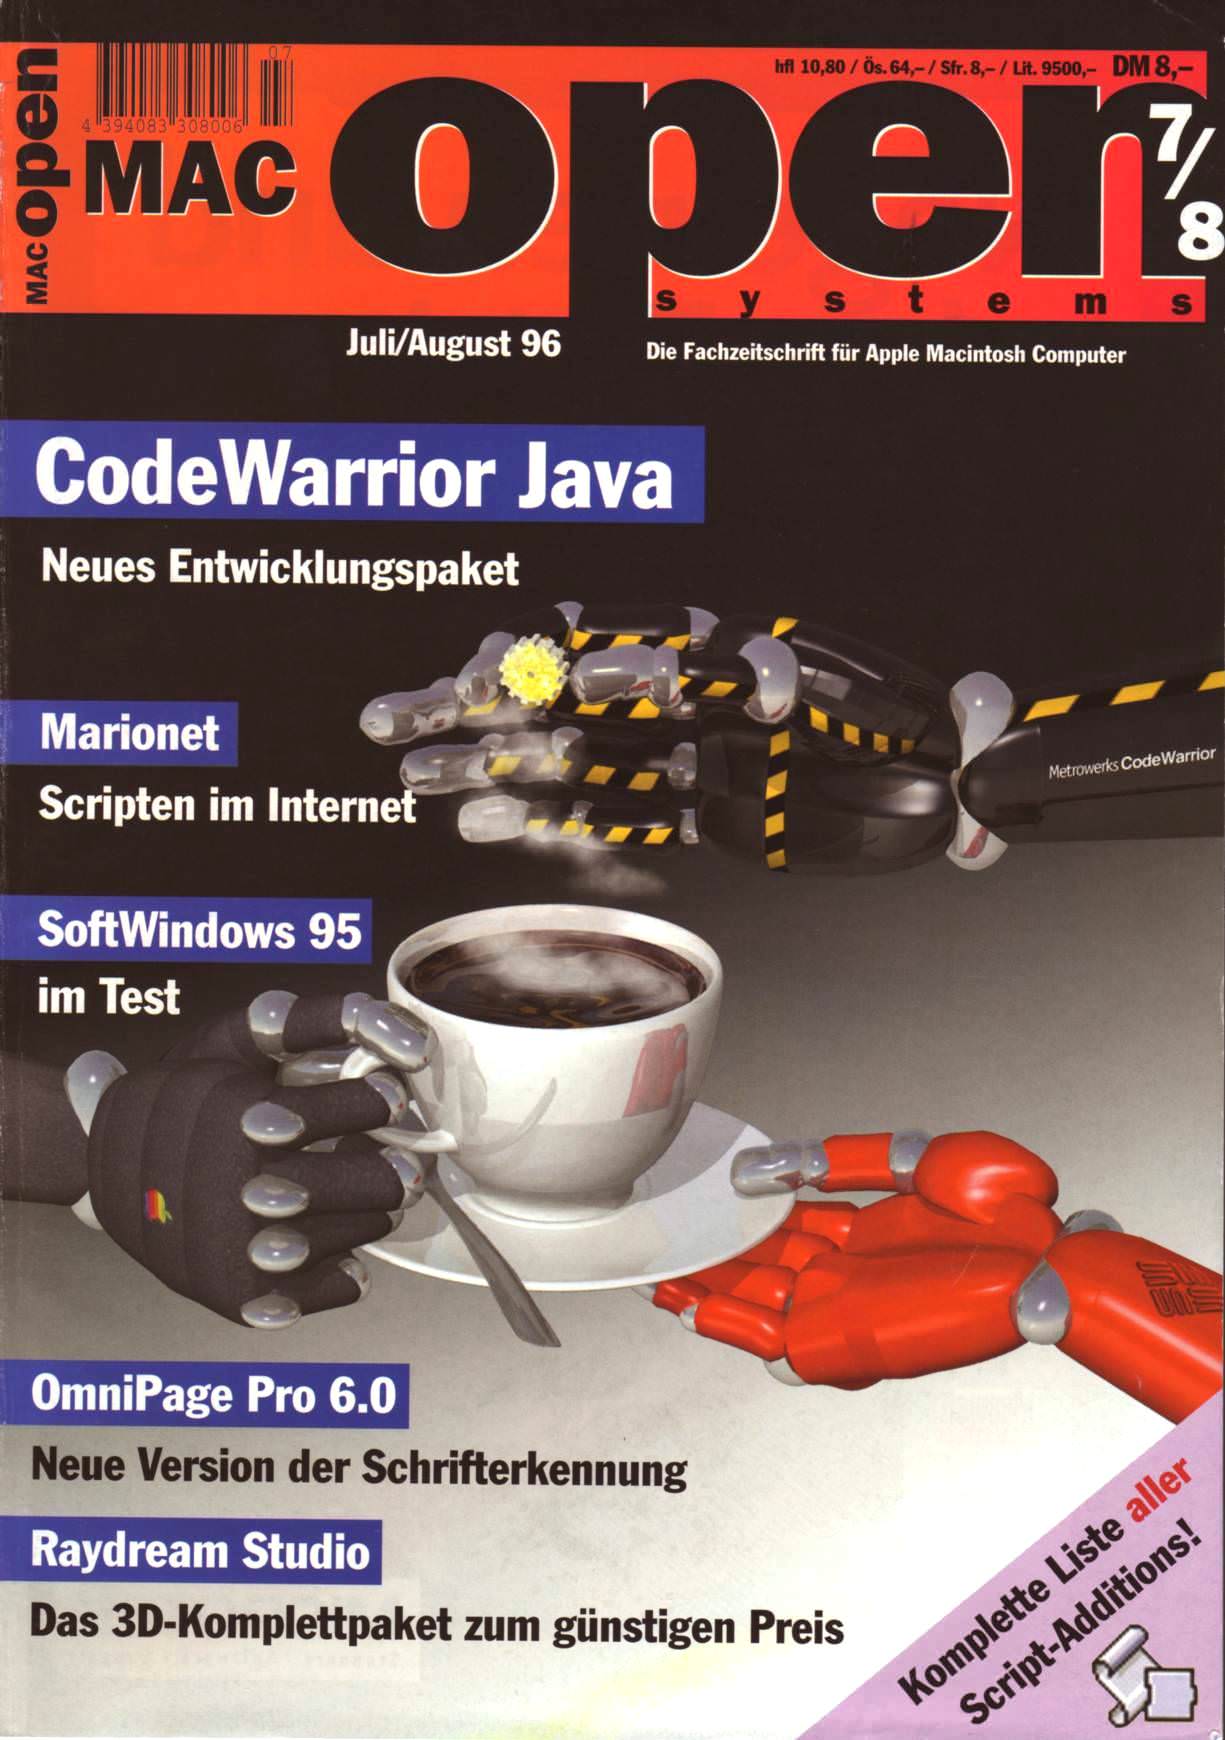 MAC open
07
4 394083 308006
hfl 10,80 / Ös. 64,– / Sfr. 8,– / Lit. 9500,– DM 8,–
MAC open
7/8
systems
Juli/August 96
Die Fachzeitschrift für Apple Macintosh Computer
CodeWarrior Java
Neues Entwicklungspaket
Marionet
Scripten im Internet
Metrowerks CodeWarrior
SoftWindows 95
im Test
OmniPage Pro 6.0
Neue Version der Schrifterkennung
Raydream Studio
Das 3D-Komplettpaket zum günstigen Preis
Komplette Liste aller
Script-Additions!